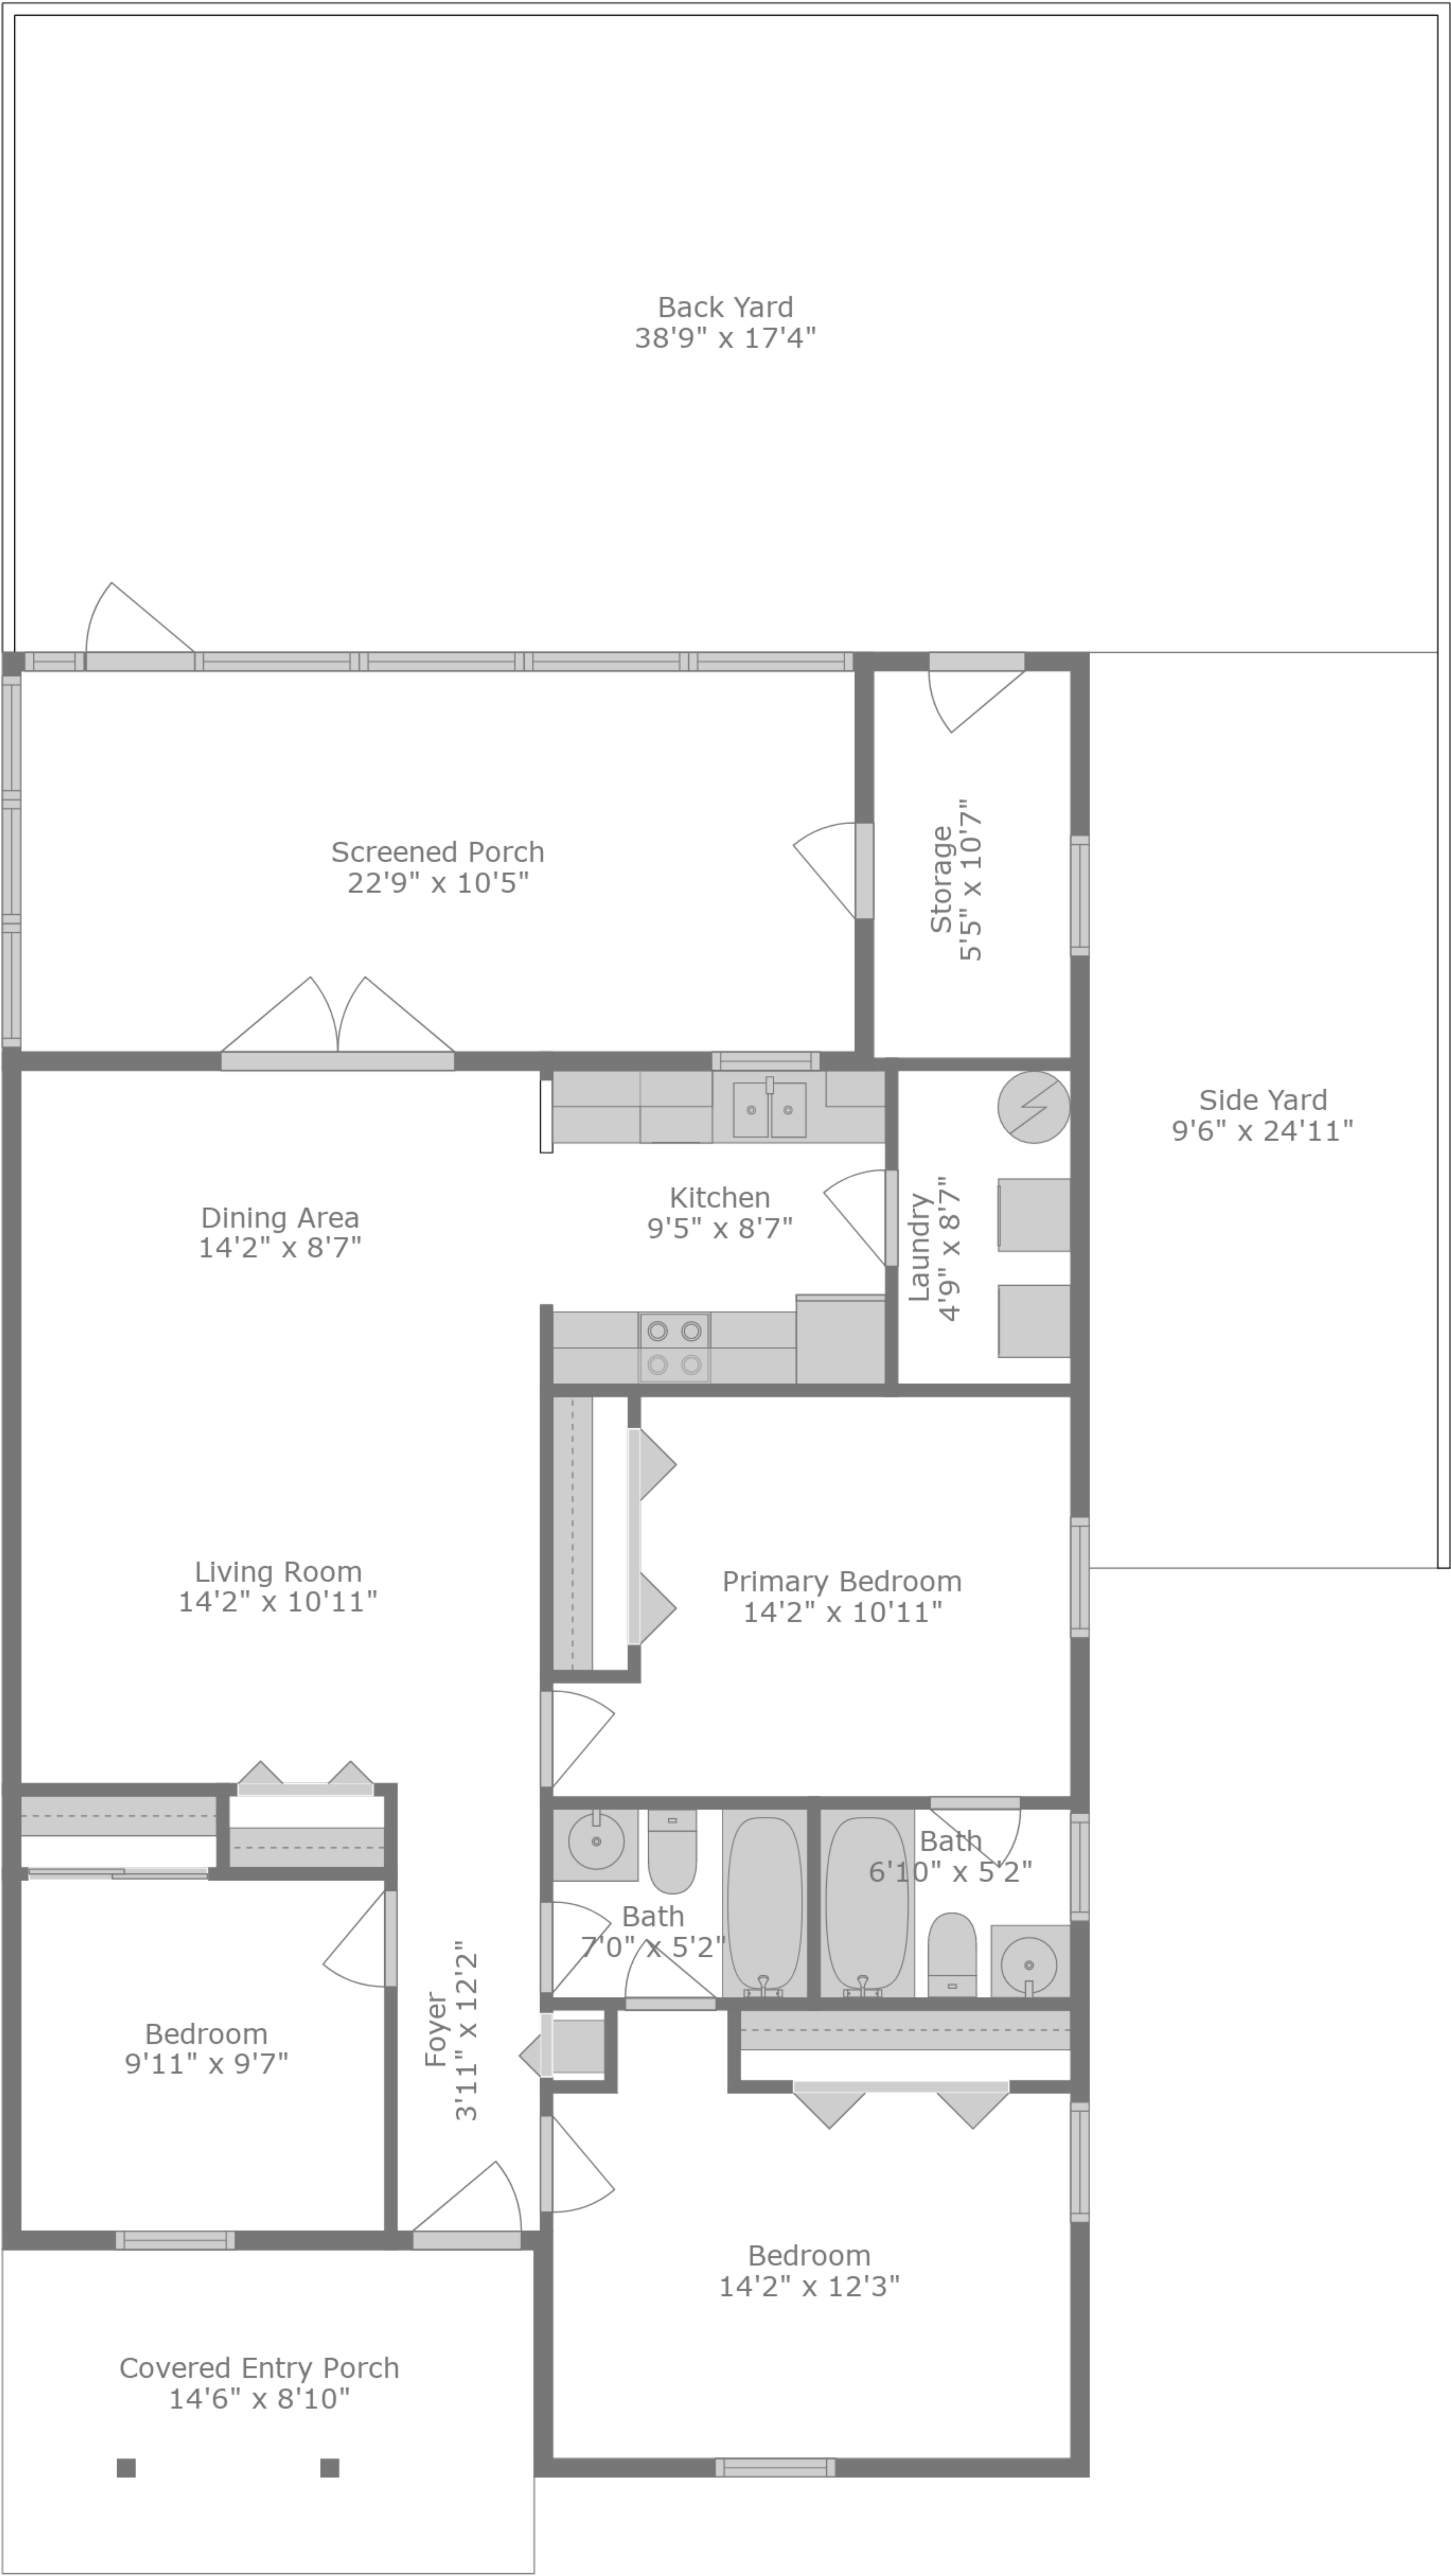 Back Yard
38'9" x 17'4"
Screened Porch
22'9" x 10'5"
Storage
5'5" x 10'7"
Side Yard
9'6" x 24'11"
Kitchen
9'5" x 8'7"
Laundry
4'9" x 8'7"
Dining Area
14'2" x 8'7"
Living Room
14'2" x 10'11"
Primary Bedroom
14'2" x 10'11"
Bath
6'10" x 5'2"
Bath
7'0" x 5'2"
Bedroom
9'11" x 9'7"
Foyer
3'11" x 12'2"
Bedroom
14'2" x 12'3"
Covered Entry Porch
14'6" x 8'10"